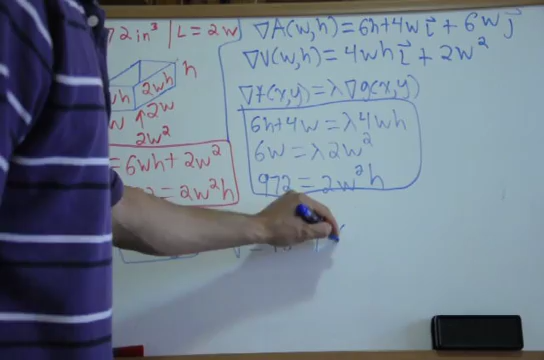 72 in³ | L = 2w
∇A(w,h) = 6h+4w i⃗ + 6w j⃗
∇V(w,h) = 4wh i⃗ + 2w²
h
wh 2wh
w ↑2w
2w²
∇f(x,y) = λ∇g(x,y)
6h+4w = λ4wh
6w = λ2w²
972 = 2w²h
= 6wh + 2w²
= 2w²h